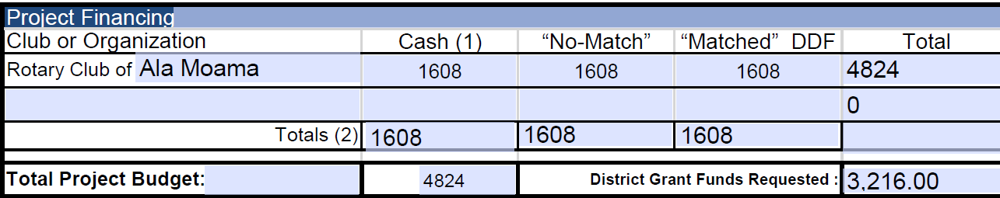 Project Financing
Club or Organization Cash (1) “No-Match” “Matched” DDF Total
Rotary Club of Ala Moama 1608 1608 1608 4824
0
Totals (2) 1608 1608 1608
Total Project Budget: 4824 District Grant Funds Requested : 3,216.00